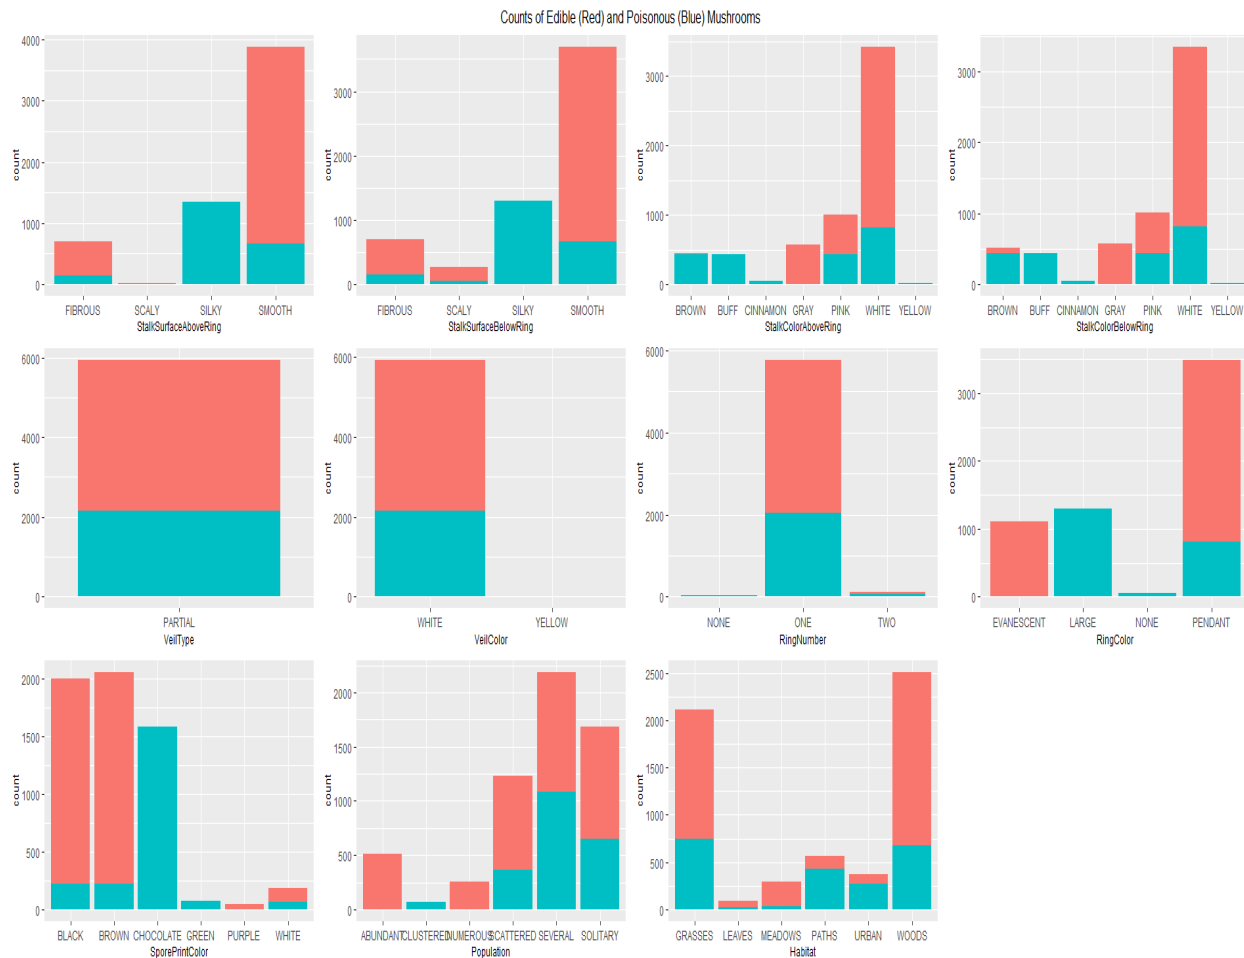 Counts of Edible (Red) and Poisonous (Blue) Mushrooms
4000
3000
2000
1000
0
count
FIBROUS SCALY SILKY SMOOTH
StalkSurfaceAboveRing
3000
2000
1000
0
count
FIBROUS SCALY SILKY SMOOTH
StalkSurfaceBelowRing
3000
2000
1000
0
count
BROWN BUFF CINNAMON GRAY PINK WHITE YELLOW
StalkColorAboveRing
3000
2000
1000
0
count
BROWN BUFF CINNAMON GRAY PINK WHITE YELLOW
StalkColorBelowRing
6000
4000
2000
0
count
PARTIAL
VeilType
6000
4000
2000
0
count
WHITE YELLOW
VeilColor
6000
4000
2000
0
count
NONE ONE TWO
RingNumber
3000
2000
1000
0
count
EVANESCENT LARGE NONE PENDANT
RingColor
2000
1500
1000
500
0
count
BLACK BROWN CHOCOLATE GREEN PURPLE WHITE
SporePrintColor
2000
1500
1000
500
0
count
ABUNDANT CLUSTERED NUMEROUS SCATTERED SEVERAL SOLITARY
Population
2500
2000
1500
1000
500
0
count
GRASSES LEAVES MEADOWS PATHS URBAN WOODS
Habitat